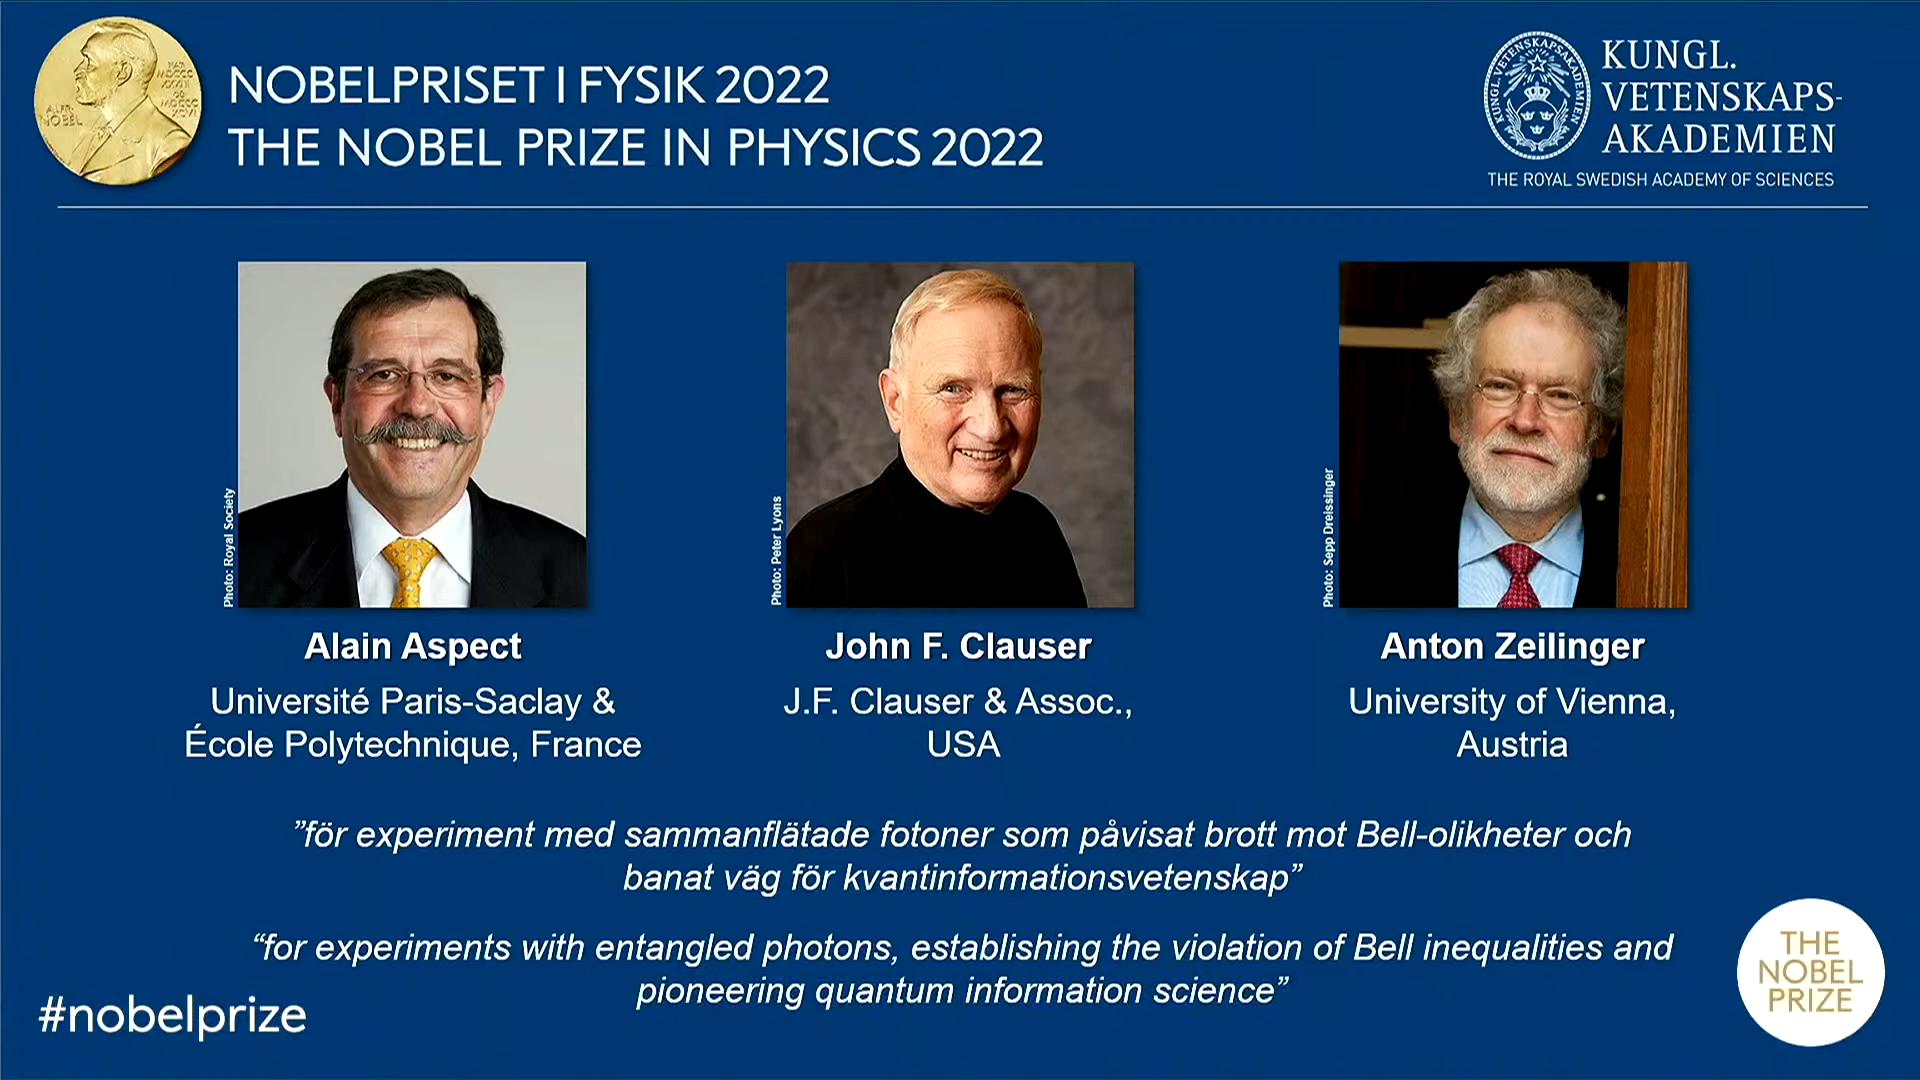 NOBELPRISET I FYSIK 2022
THE NOBEL PRIZE IN PHYSICS 2022
KUNGL.
VETENSKAPS-
AKADEMIEN
THE ROYAL SWEDISH ACADEMY OF SCIENCES
KUNGL. VETENSKAPSAKADEMIEN
ALFR.
NOBEL
Photo: Royal Society
Photo: Peter Lyons
Photo: Sepp Dreissinger
Alain Aspect
Université Paris-Saclay &
École Polytechnique, France
John F. Clauser
J.F. Clauser & Assoc.,
USA
Anton Zeilinger
University of Vienna,
Austria
”för experiment med sammanflätade fotoner som påvisat brott mot Bell-olikheter och
banat väg för kvantinformationsvetenskap”
“for experiments with entangled photons, establishing the violation of Bell inequalities and
pioneering quantum information science”
#nobelprize
THE
NOBEL
PRIZE